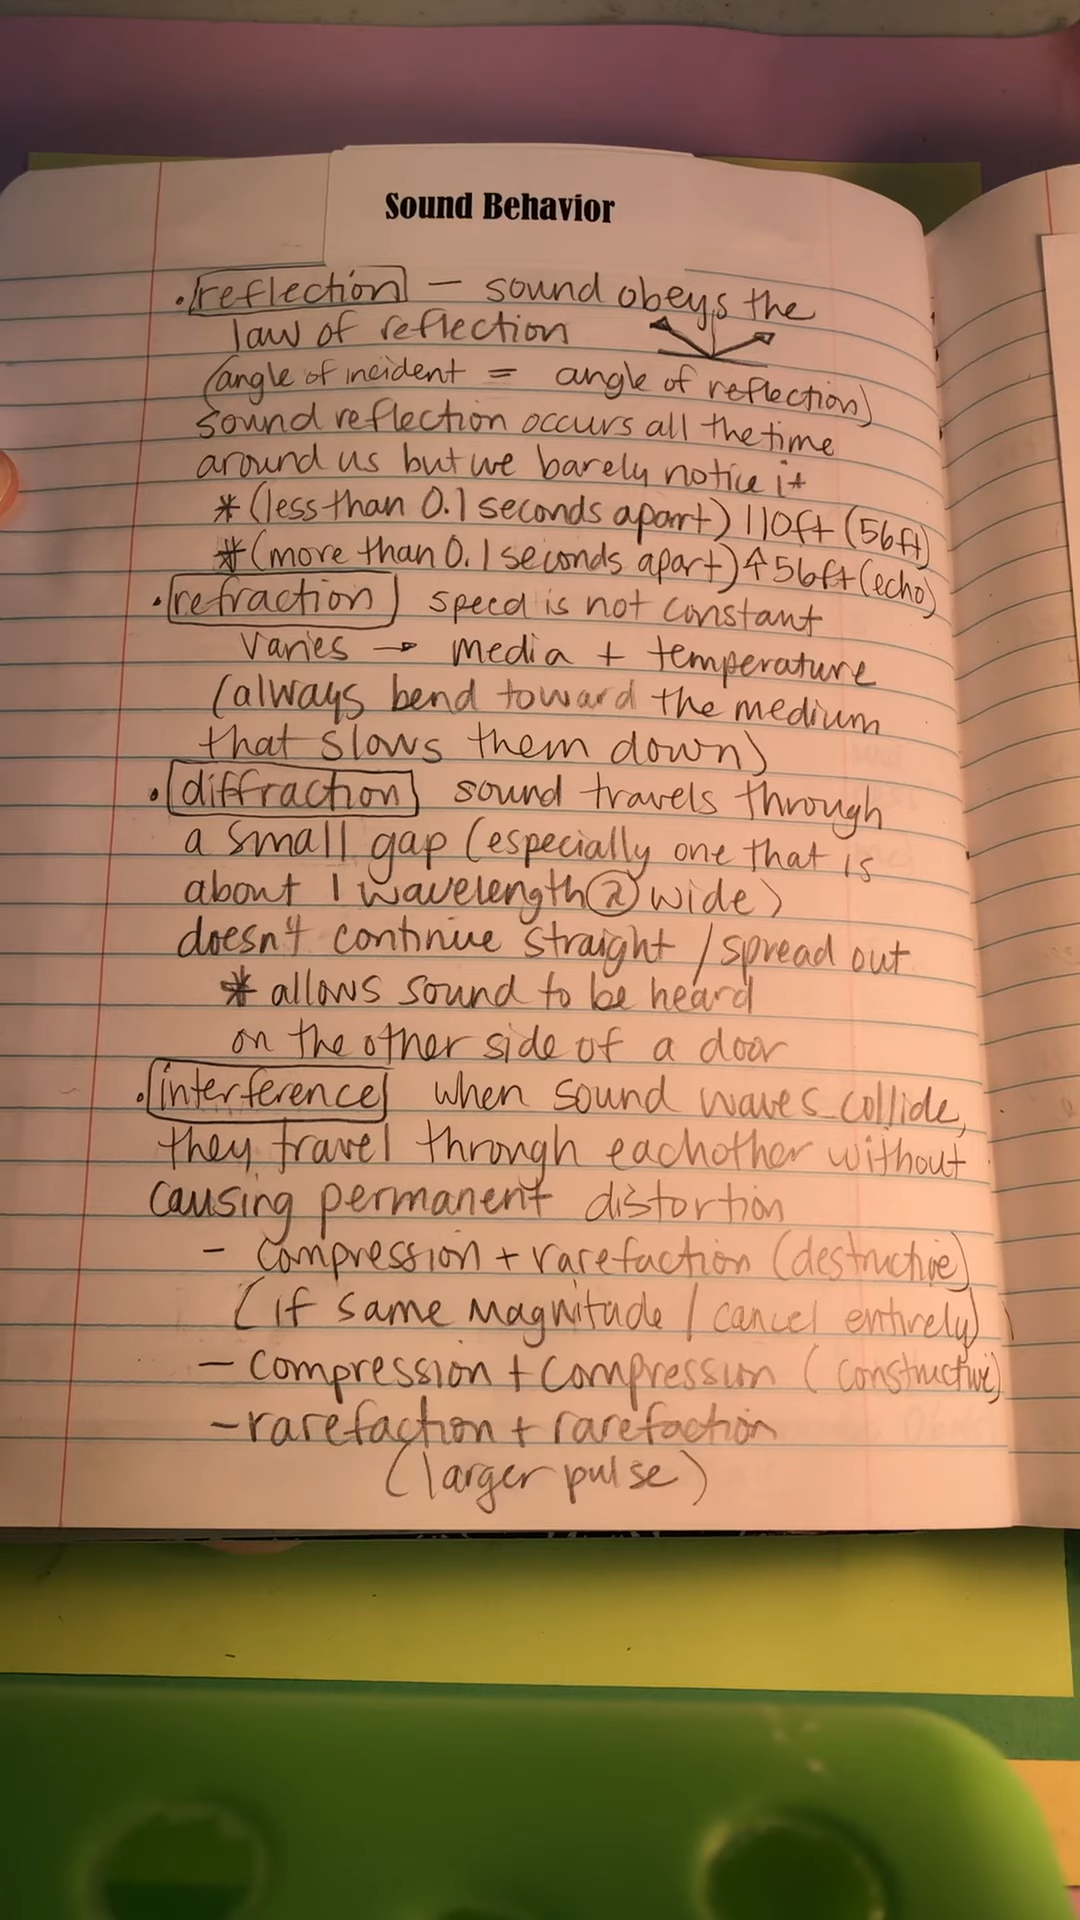 Sound Behavior
• reflection — sound obeys the
law of reflection
(angle of incident = angle of reflection)
sound reflection occurs all the time
around us but we barely notice it
* (less than 0.1 seconds apart) 110ft (56ft)
* (more than 0.1 seconds apart) ↑56ft (echo)
• refraction speed is not constant
varies → media + temperature
(always bend toward the medium
that slows them down)
• diffraction sound travels through
a small gap (especially one that is
about 1 wavelength λ wide)
doesn't continue straight / spread out
* allows sound to be heard
on the other side of a door
• interference when sound waves collide,
they travel through eachother without
causing permanent distortion
- compression + rarefaction (destructive)
(if same magnitude / cancel entirely)
- compression + compression (constructive)
- rarefaction + rarefaction
(larger pulse)